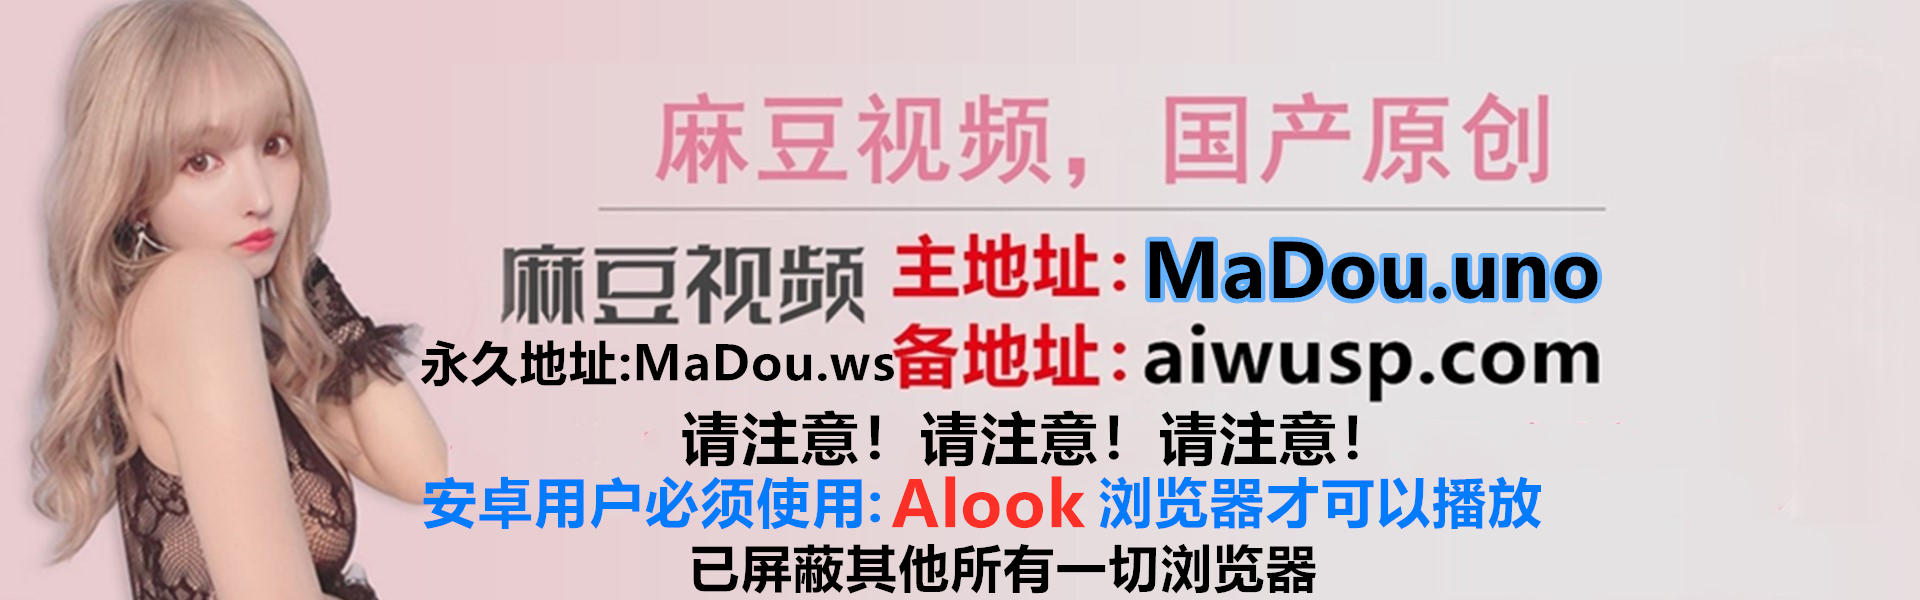 麻豆视频，国产原创
麻豆视频
主地址：MaDou.uno
永久地址:MaDou.ws
备地址：aiwusp.com
请注意！请注意！请注意！
安卓用户必须使用:Alook 浏览器才可以播放
已屏蔽其他所有一切浏览器